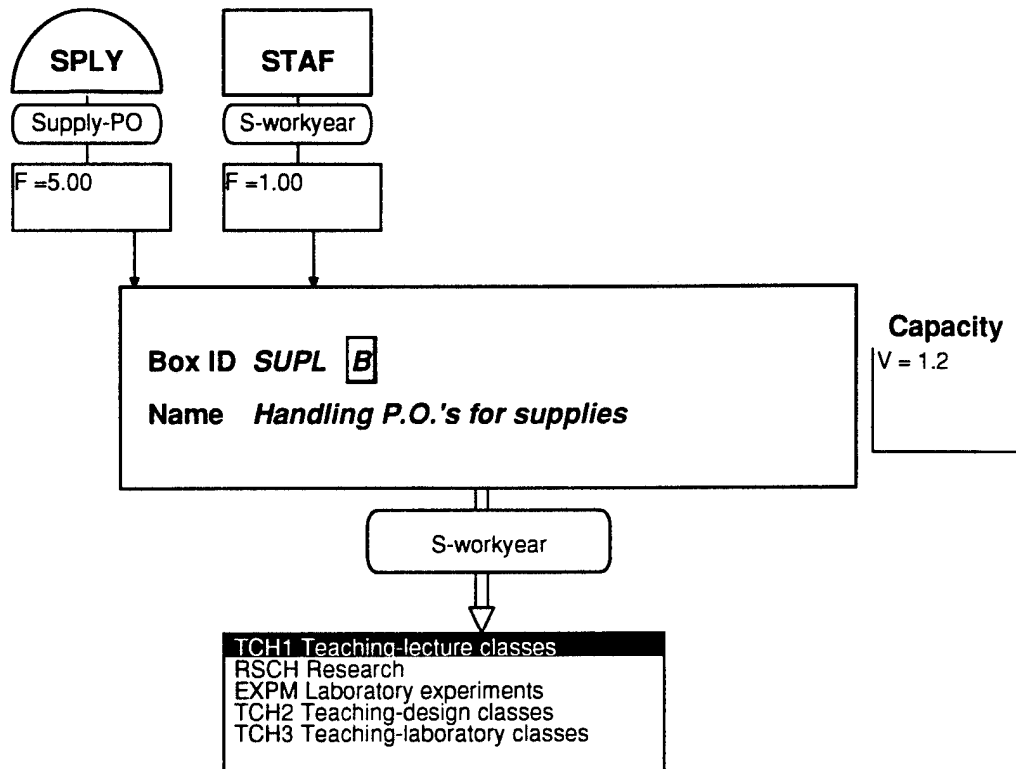 SPLY
STAF
Supply-PO
S-workyear
F =5.00
F =1.00
Box ID SUPL B
Name Handling P.O.'s for supplies
Capacity
V = 1.2
S-workyear
TCH1 Teaching-lecture classes
RSCH Research
EXPM Laboratory experiments
TCH2 Teaching-design classes
TCH3 Teaching-laboratory classes